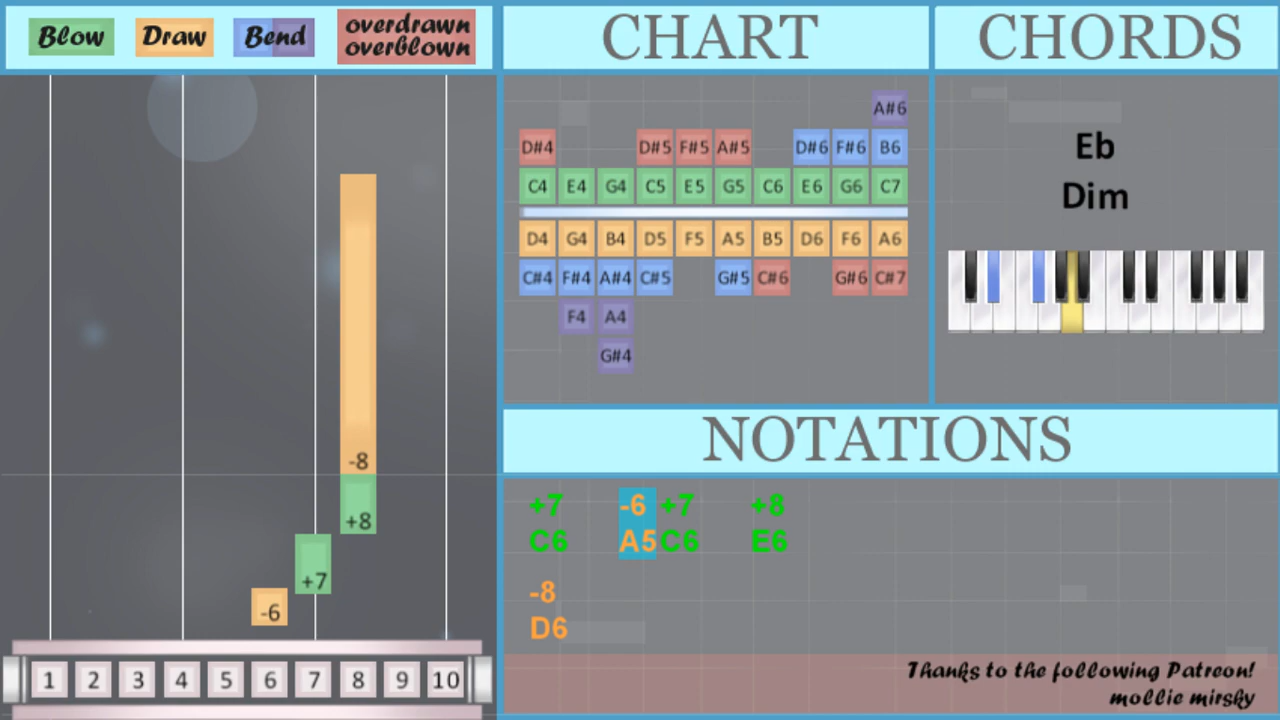 Blow Draw Bend overdrawn
overblown
CHART
CHORDS
A#6
D#4 D#5 F#5 A#5 D#6 F#6 B6
C4 E4 G4 C5 E5 G5 C6 E6 G6 C7
D4 G4 B4 D5 F5 A5 B5 D6 F6 A6
C#4 F#4 A#4 C#5 G#5 C#6 G#6 C#7
F4 A4
G#4
Eb
Dim
-8
+8
+7
-6
1 2 3 4 5 6 7 8 9 10
NOTATIONS
+7 -6 +7 +8
C6 A5 C6 E6
-8
D6
Thanks to the following Patreon!
mollie mirsky